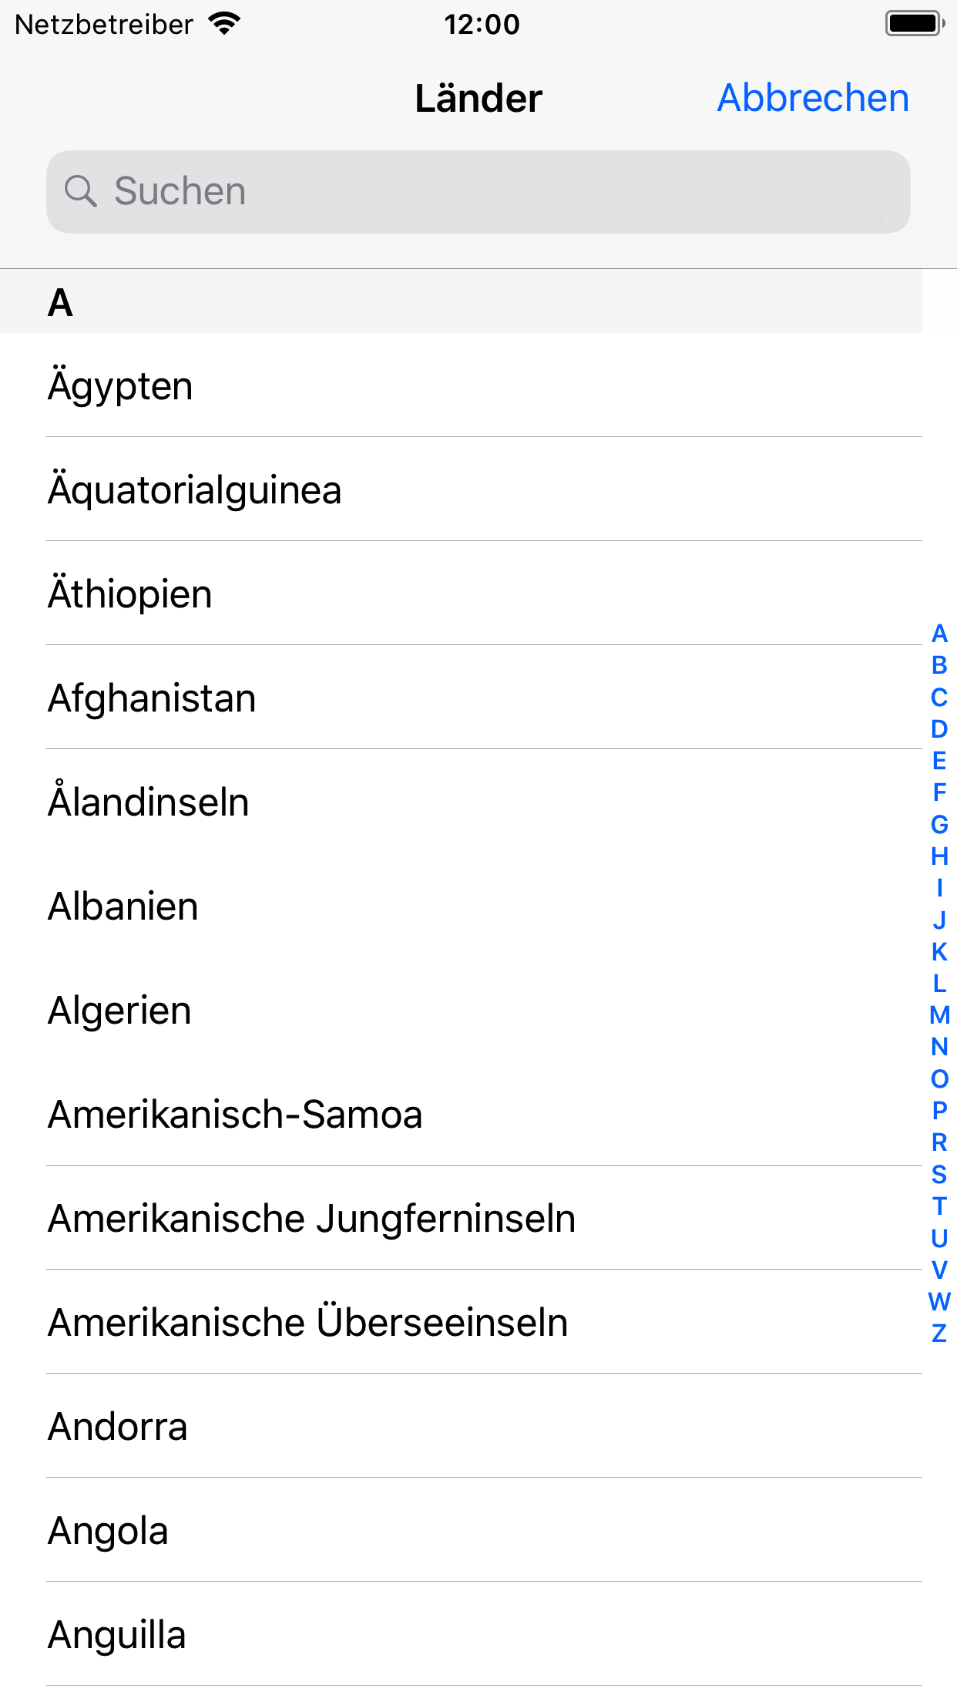 Netzbetreiber 12:00
Länder Abbrechen
Suchen
A
Ägypten
Äquatorialguinea
Äthiopien
Afghanistan
Ålandinseln
Albanien
Algerien
Amerikanisch-Samoa
Amerikanische Jungferninseln
Amerikanische Überseeinseln
Andorra
Angola
Anguilla
A
B
C
D
E
F
G
H
I
J
K
L
M
N
O
P
R
S
T
U
V
W
Z